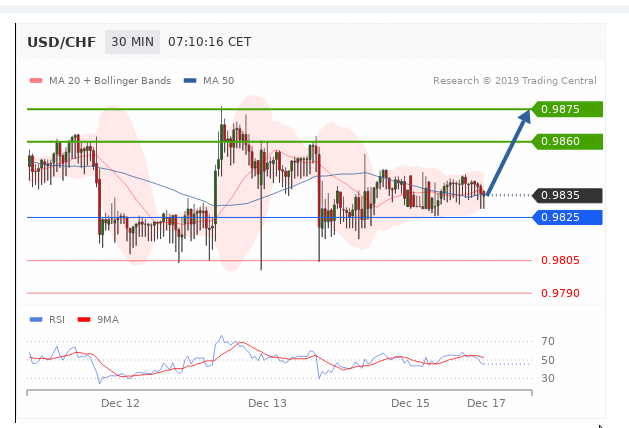 USD/CHF 30 MIN 07:10:16 CET
MA 20 + Bollinger Bands MA 50 Research © 2019 Trading Central
0.9875
0.9860
0.9835
0.9825
0.9805
0.9790
RSI 9MA
70
50
30
Dec 12 Dec 13 Dec 15 Dec 17